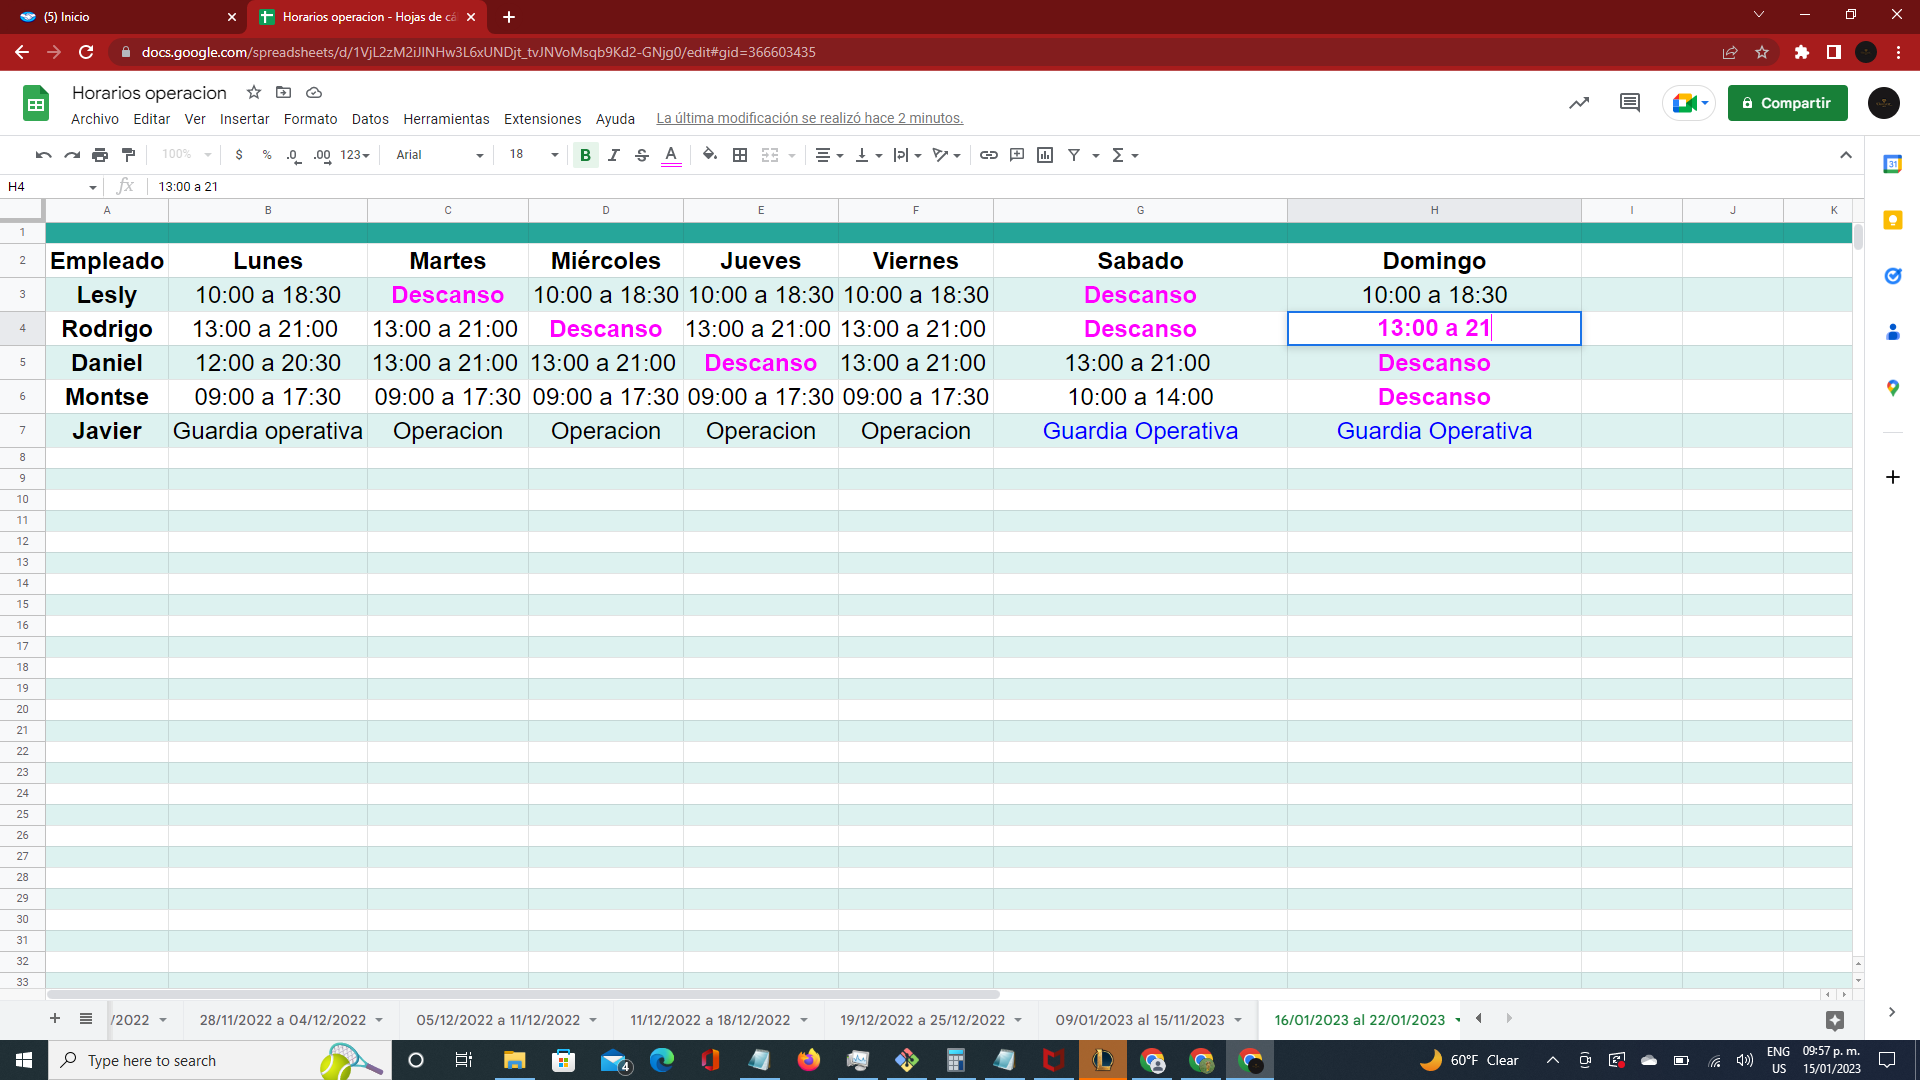 (5) Inicio
Horarios operacion - Hojas de cá
docs.google.com/spreadsheets/d/1VjL2zM2iJINHw3L6xUNDjt_tvJNVoMsqb9Kd2-GNjg0/edit#gid=366603435
Horarios operacion
Archivo Editar Ver Insertar Formato Datos Herramientas Extensiones Ayuda La última modificación se realizó hace 2 minutos.
Compartir
100% $ % .0 .00 123 Arial 18 B I S A
H4 fx 13:00 a 21
A B C D E F G H I J K
1
2 Empleado Lunes Martes Miércoles Jueves Viernes Sabado Domingo
3 Lesly 10:00 a 18:30 Descanso 10:00 a 18:30 10:00 a 18:30 10:00 a 18:30 Descanso 10:00 a 18:30
4 Rodrigo 13:00 a 21:00 13:00 a 21:00 Descanso 13:00 a 21:00 13:00 a 21:00 Descanso 13:00 a 21
5 Daniel 12:00 a 20:30 13:00 a 21:00 13:00 a 21:00 Descanso 13:00 a 21:00 13:00 a 21:00 Descanso
6 Montse 09:00 a 17:30 09:00 a 17:30 09:00 a 17:30 09:00 a 17:30 09:00 a 17:30 10:00 a 14:00 Descanso
7 Javier Guardia operativa Operacion Operacion Operacion Operacion Guardia Operativa Guardia Operativa
8
9
10
11
12
13
14
15
16
17
18
19
20
21
22
23
24
25
26
27
28
29
30
31
32
33
/2022 28/11/2022 a 04/12/2022 05/12/2022 a 11/12/2022 11/12/2022 a 18/12/2022 19/12/2022 a 25/12/2022 09/01/2023 al 15/11/2023 16/01/2023 al 22/01/2023
Type here to search 4 60°F Clear ENG 09:57 p. m.
US 15/01/2023